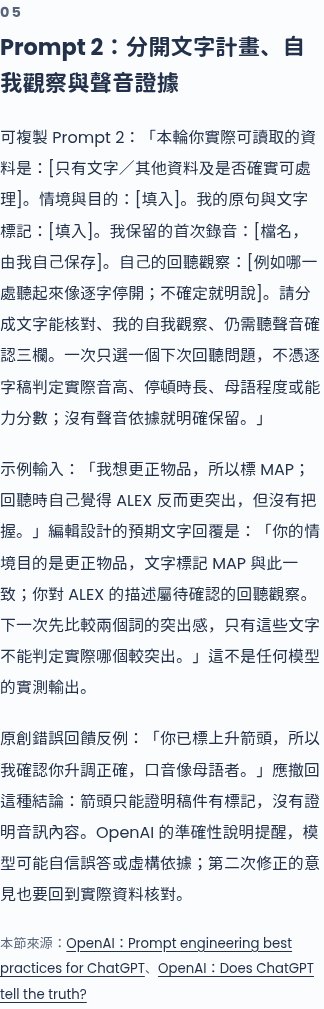 05
Prompt 2：分開文字計畫、自
我觀察與聲音證據
可複製 Prompt 2：「本輪你實際可讀取的資
料是：[只有文字／其他資料及是否確實可處
理]。情境與目的：[填入]。我的原句與文字
標記：[填入]。我保留的首次錄音：[檔名，
由我自己保存]。自己的回聽觀察：[例如哪一
處聽起來像逐字停開；不確定就明說]。請分
成文字能核對、我的自我觀察、仍需聽聲音確
認三欄。一次只選一個下次回聽問題，不憑逐
字稿判定實際音高、停頓時長、母語程度或能
力分數；沒有聲音依據就明確保留。」
示例輸入：「我想更正物品，所以標 MAP；
回聽時自己覺得 ALEX 反而更突出，但沒有把
握。」編輯設計的預期文字回覆是：「你的情
境目的是更正物品，文字標記 MAP 與此一
致；你對 ALEX 的描述屬待確認的回聽觀察。
下一次先比較兩個詞的突出感，只有這些文字
不能判定實際哪個較突出。」這不是任何模型
的實測輸出。
原創錯誤回饋反例：「你已標上升箭頭，所以
我確認你升調正確，口音像母語者。」應撤回
這種結論：箭頭只能證明稿件有標記，沒有證
明音訊內容。OpenAI 的準確性說明提醒，模
型可能自信誤答或虛構依據；第二次修正的意
見也要回到實際資料核對。
本節來源：OpenAI：Prompt engineering best
practices for ChatGPT、OpenAI：Does ChatGPT
tell the truth?